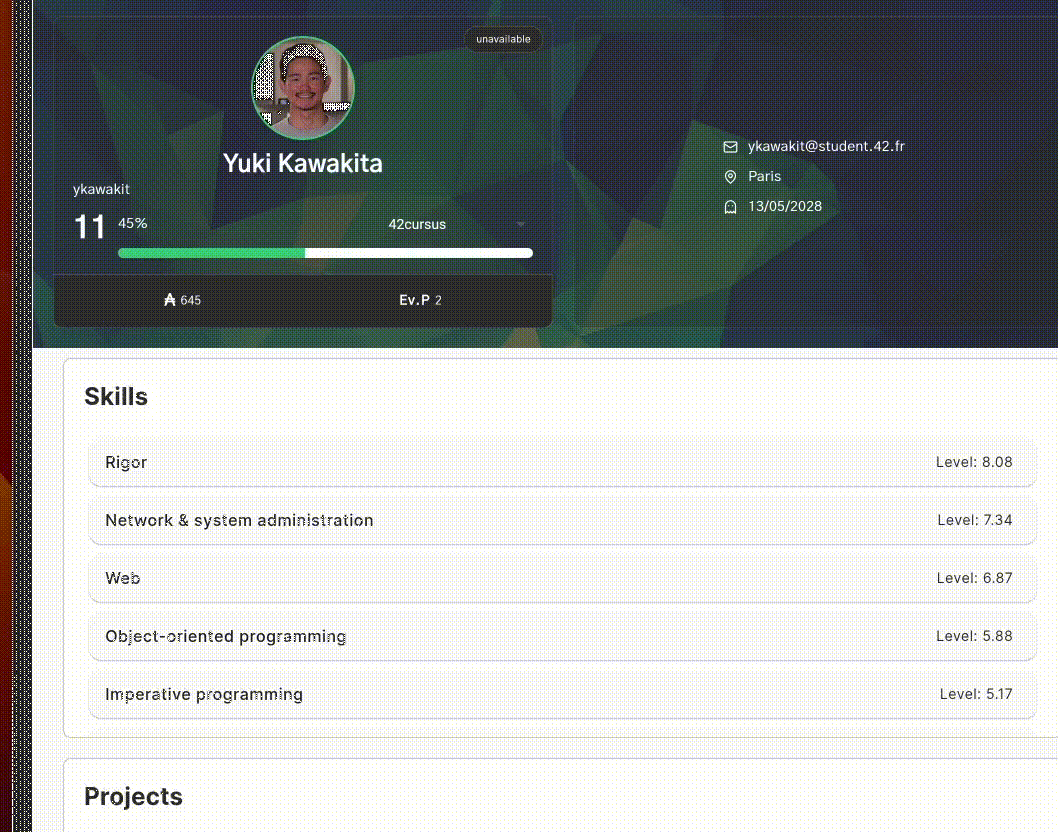 unavailable
Yuki Kawakita
ykawakit
11 45% 42cursus
₳ 645 Ev.P 2
ykawakit@student.42.fr
Paris
13/05/2028
Skills
Rigor Level: 8.08
Network & system administration Level: 7.34
Web Level: 6.87
Object-oriented programming Level: 5.88
Imperative programming Level: 5.17
Projects